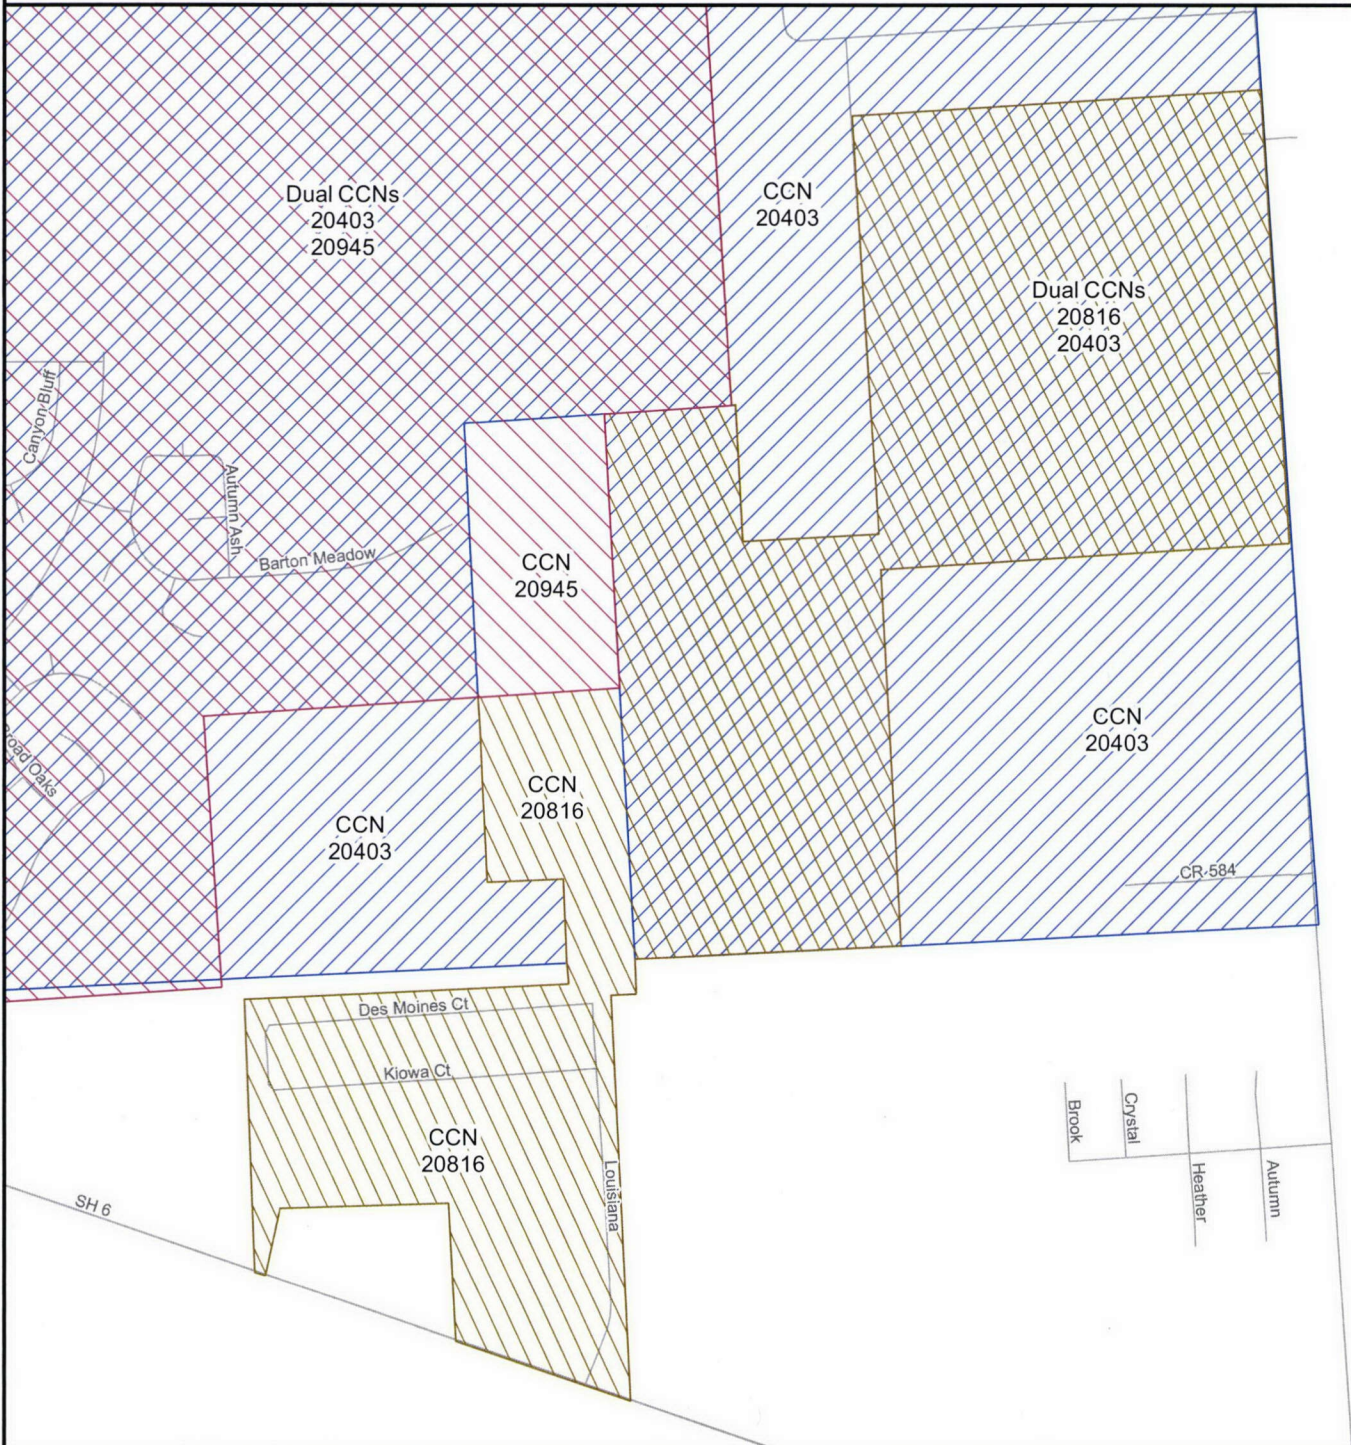 Dual CCNs
20403
20945
CCN
20403
Dual CCNs
20816
20403
Canyon Bluff
Autumn Ash
Barton Meadow
CCN
20945
CCN
20403
Broad Oaks
CCN
20816
CCN
20403
CR 584
Des Moines Ct
Kiowa Ct
CCN
20816
Louisiana
SH 6
Brook
Crystal
Heather
Autumn